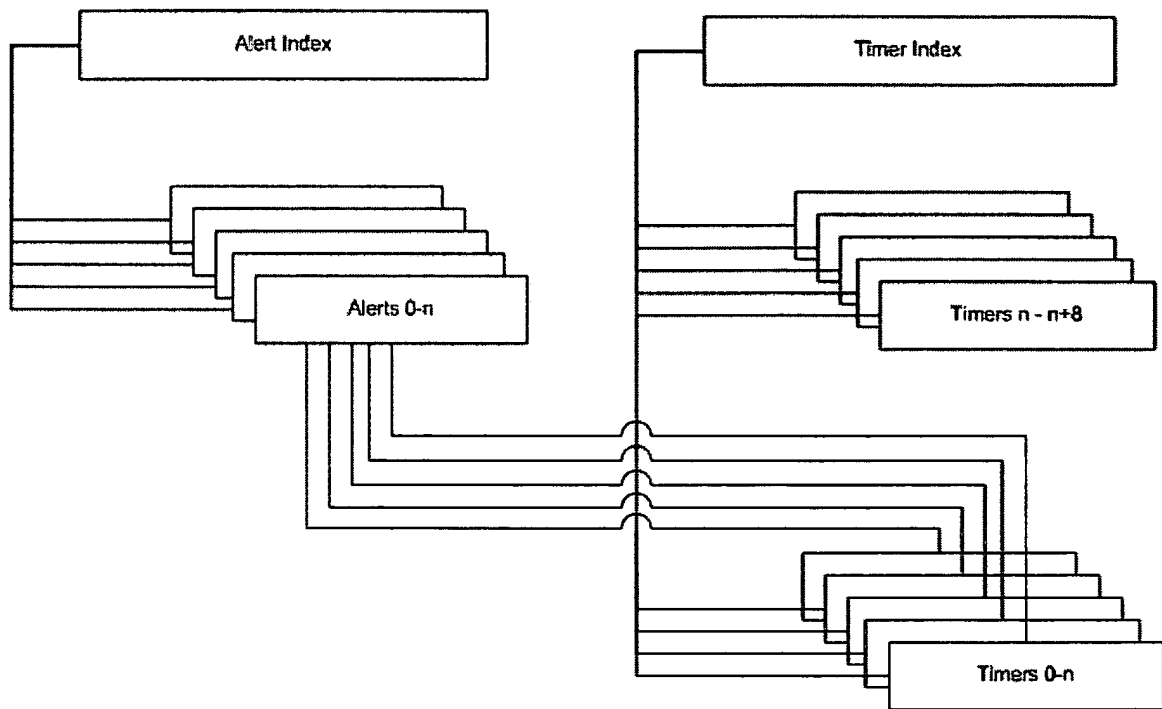 Alert Index
Timer Index
Alerts 0-n
Timers n - n+8
Timers 0-n